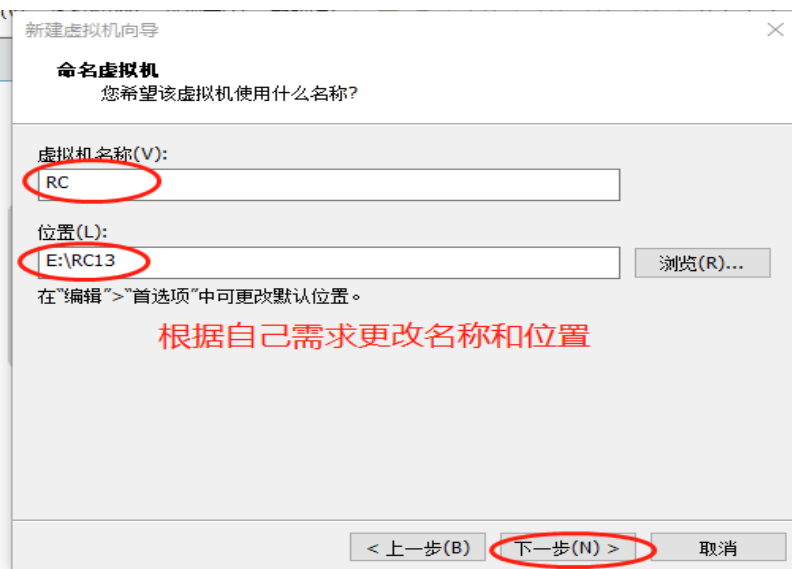 新建虚拟机向导
命名虚拟机
您希望该虚拟机使用什么名称?
虚拟机名称(V):
RC
位置(L):
E:\RC13
浏览(R)...
在"编辑">"首选项"中可更改默认位置。
根据自己需求更改名称和位置
< 上一步(B)
下一步(N) >
取消